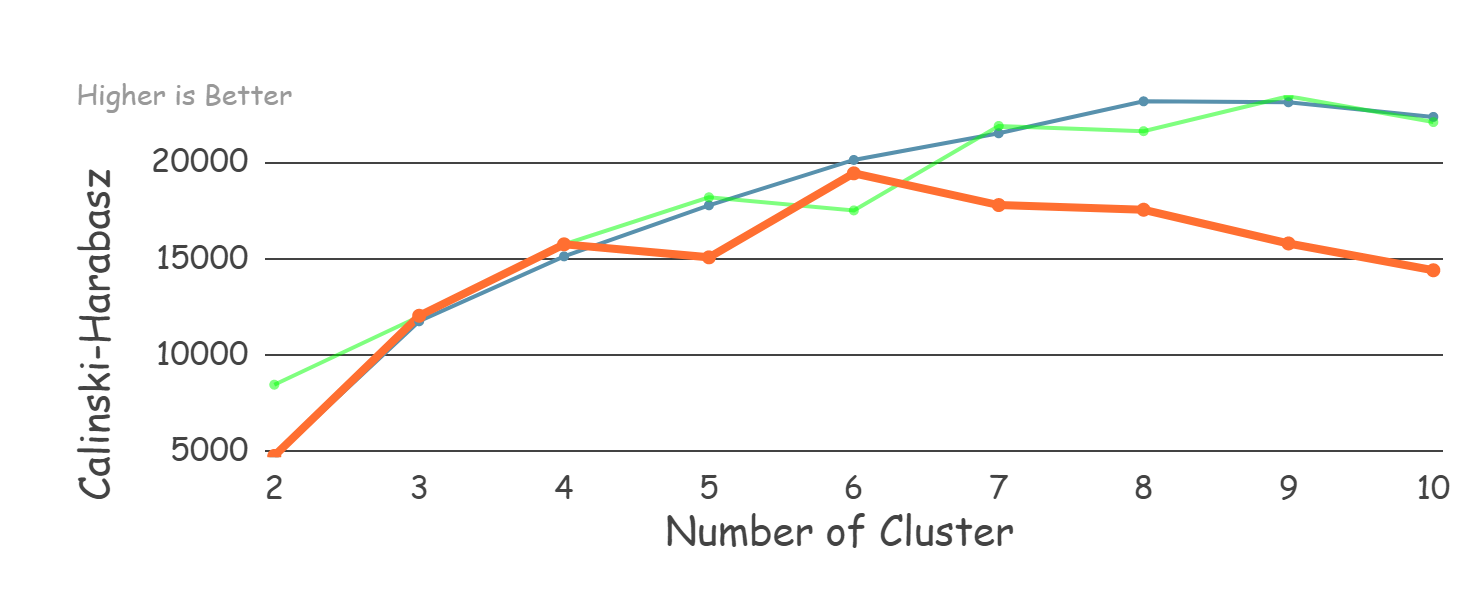 Higher is Better
Calinski-Harabasz
20000
15000
10000
5000
2 3 4 5 6 7 8 9 10
Number of Cluster